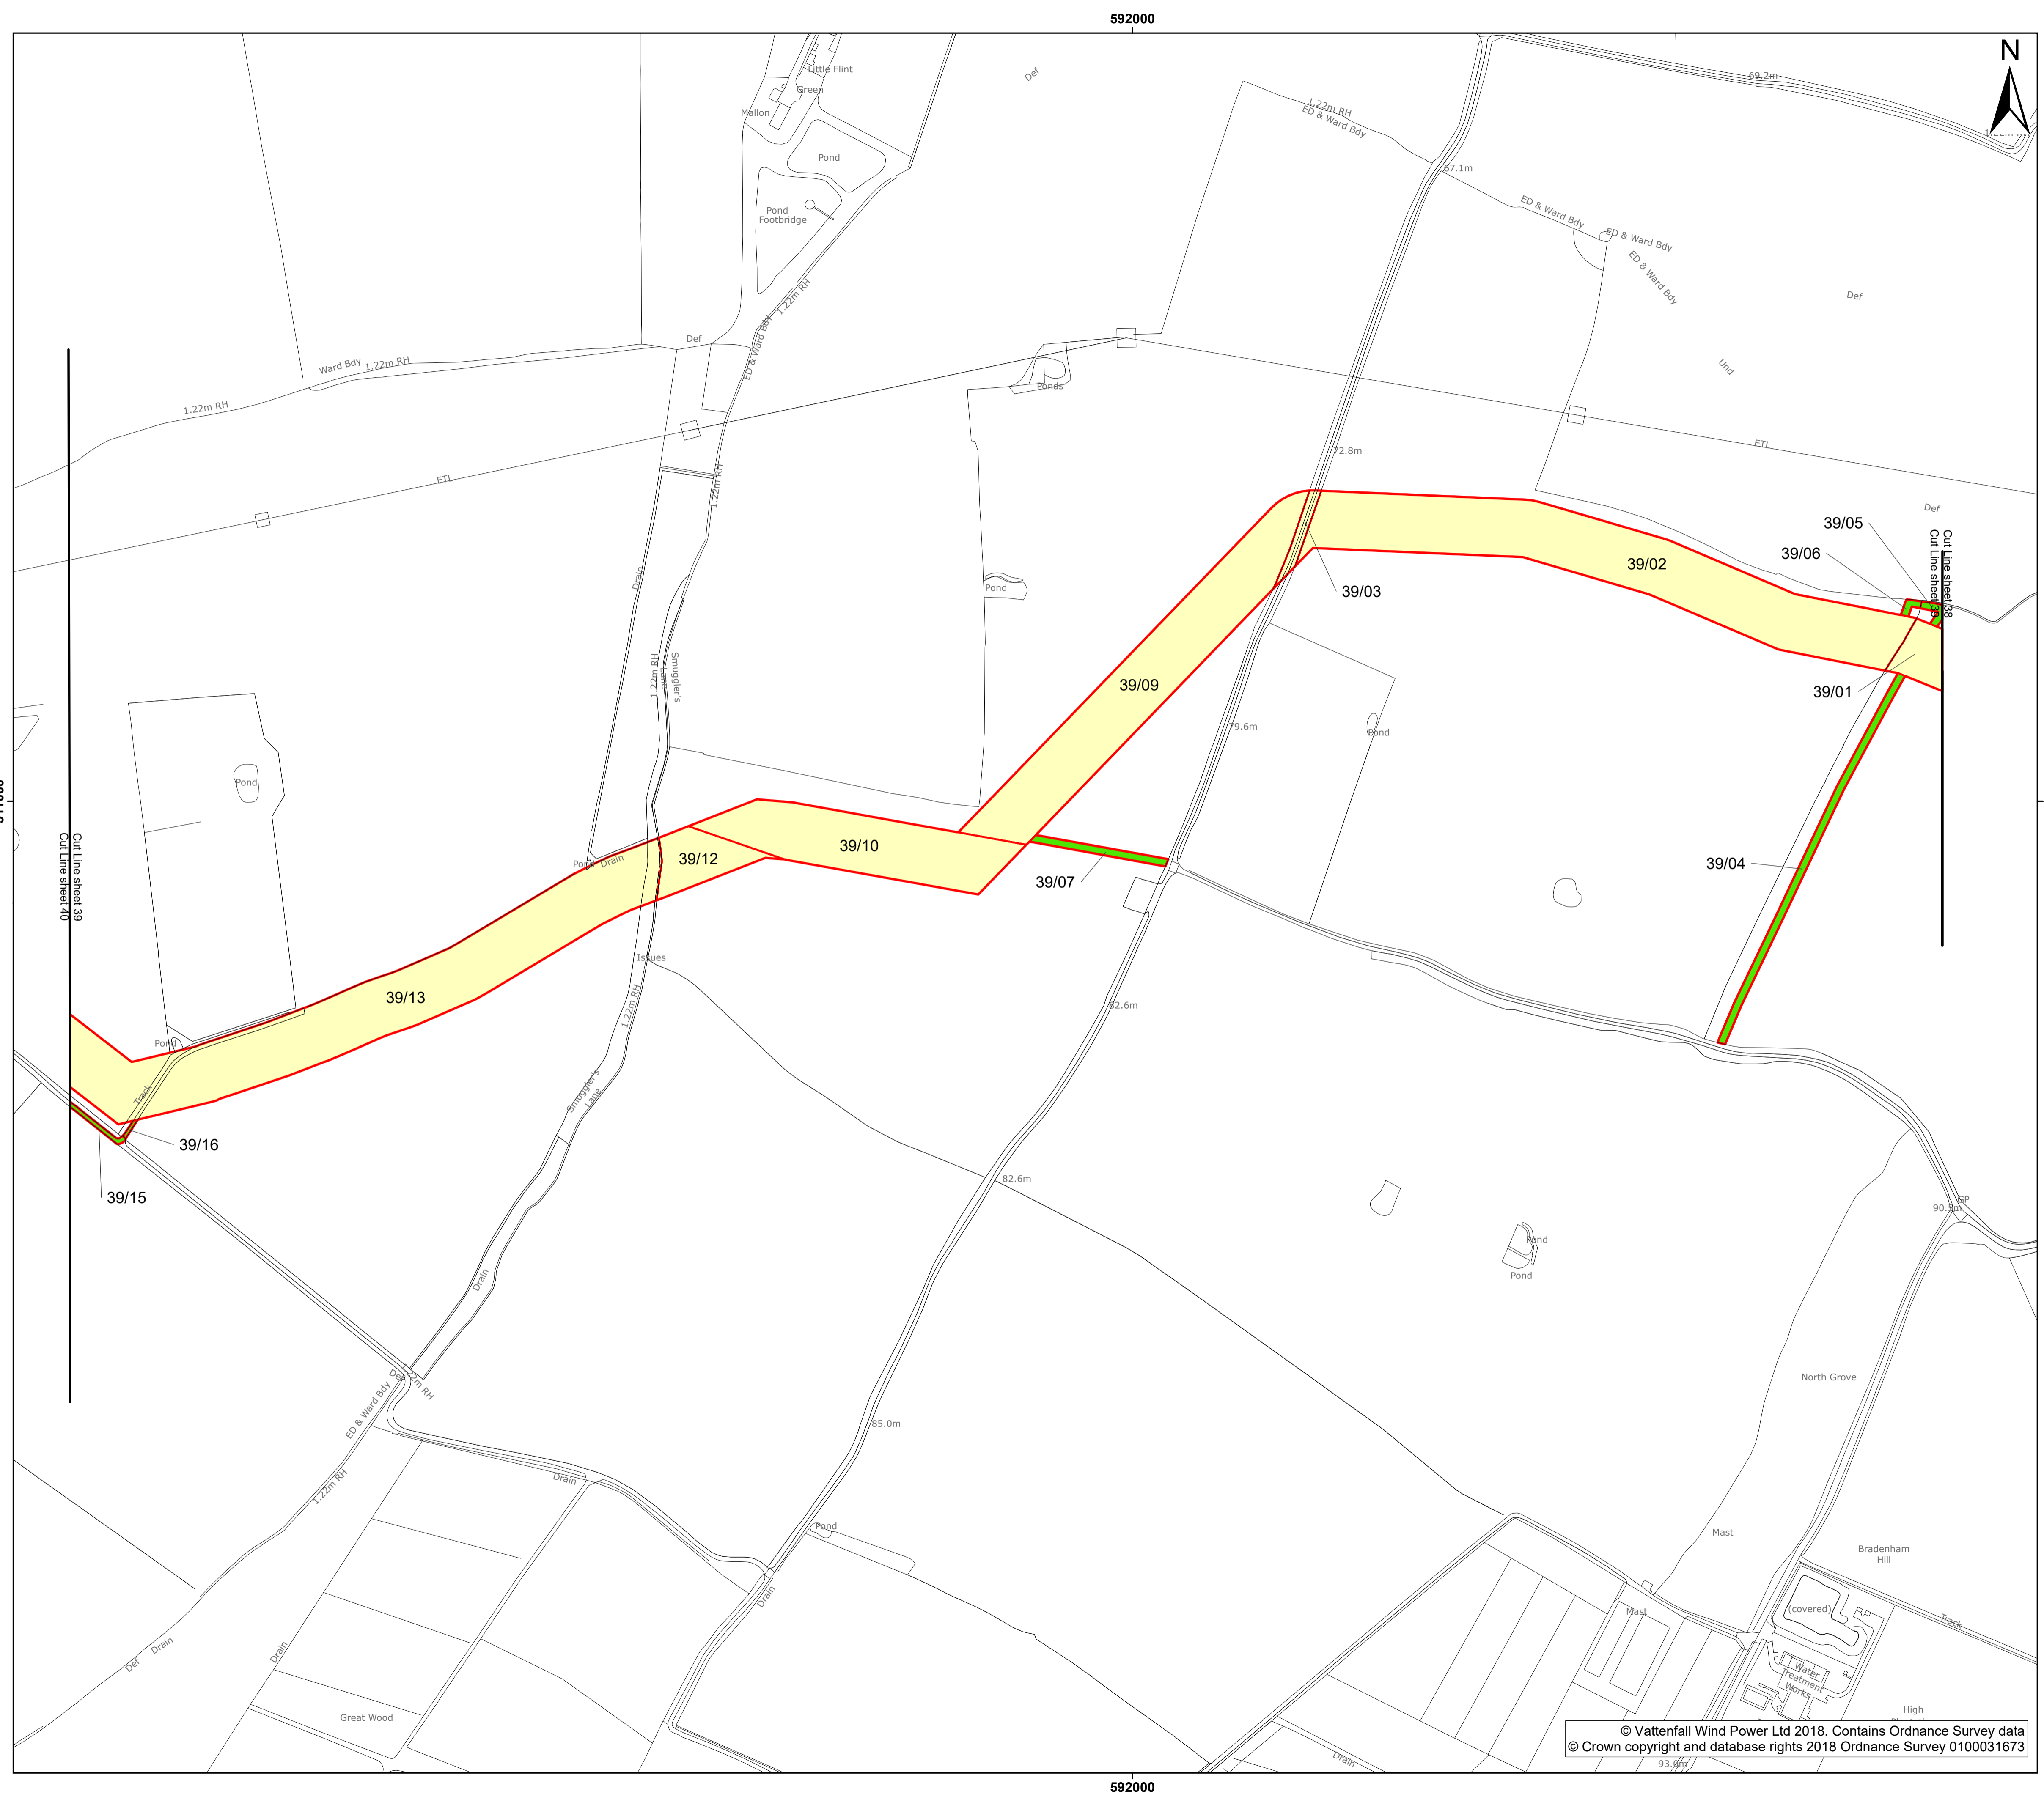 592000
N
Little Flint
Green
Mallon
Def
69.2m
1.22m RH
ED & Ward Bdy
Pond
67.1m
Pond
Footbridge
ED & Ward Bdy
ED & Ward Bdy
ED & Ward Bdy
1.22m RH
Def
Def
ED & Ward Bdy
Ward Bdy
1.22m RH
1.22m RH
Ponds
Und
72.8m
ETL
ETL
1.22m RH
Def
39/05
39/06
Cut Line sheet 38
Cut Line sheet 39
39/02
39/03
Drain
Pond
1.22m RH
Smuggler's
Lane
39/09
39/01
79.6m
Pond
Pond
39/10
39/12
Pond
Drain
39/07
39/04
Cut Line sheet 39
Cut Line sheet 40
Issues
39/13
82.6m
1.22m RH
Pond
Track
Smuggler's
Lane
39/16
39/15
82.6m
GP
90.5m
Pond
Pond
Drain
North Grove
Def
ED & Ward Bdy
85.0m
Drain
1.22m RH
Pond
Mast
Bradenham
Hill
Drain
Mast
(covered)
Track
Drain
Def
Drain
Water
Treatment
Works
Great Wood
High
© Vattenfall Wind Power Ltd 2018. Contains Ordnance Survey data
© Crown copyright and database rights 2018 Ordnance Survey 0100031673
Drain
93.0m
592000